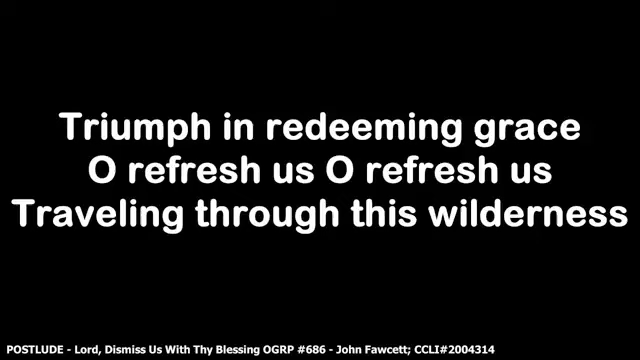 Triumph in redeeming grace
O refresh us O refresh us
Traveling through this wilderness
POSTLUDE - Lord, Dismiss Us With Thy Blessing OGRP #686 - John Fawcett; CCLI#2004314